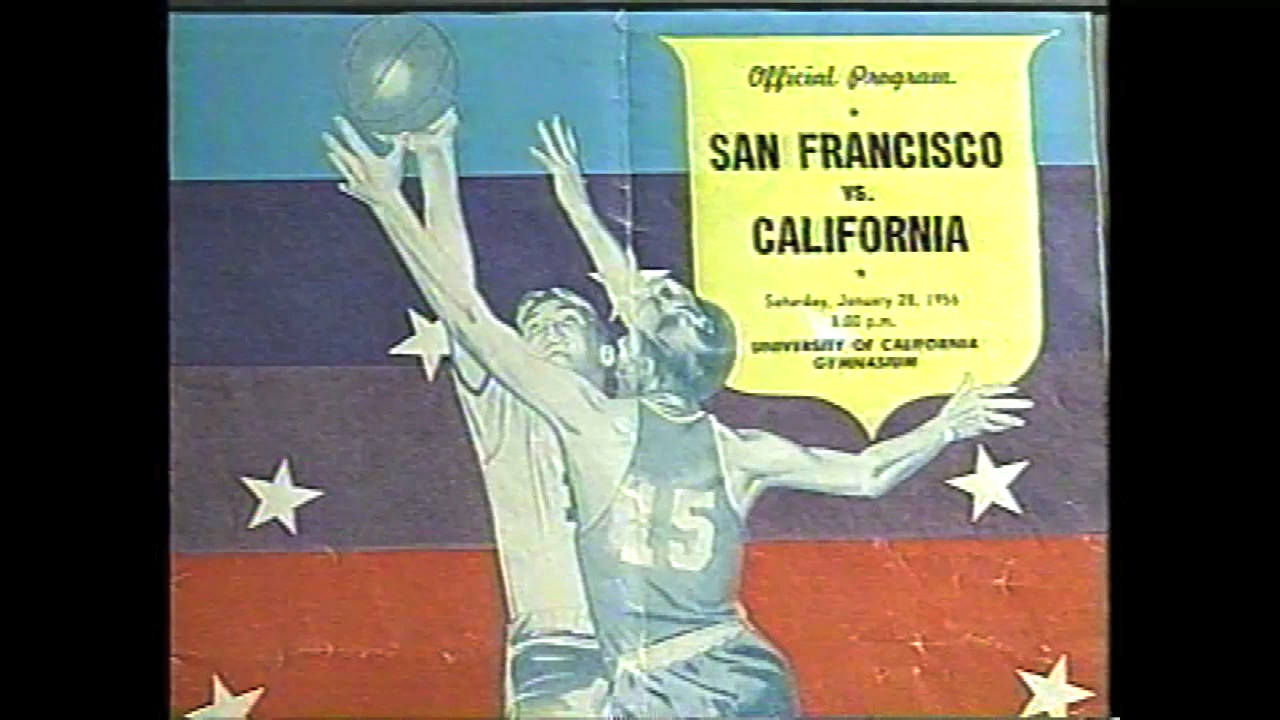 Official Program
SAN FRANCISCO
VS.
CALIFORNIA
Saturday, January 28, 1956
8:00 p.m.
UNIVERSITY OF CALIFORNIA
GYMNASIUM
15